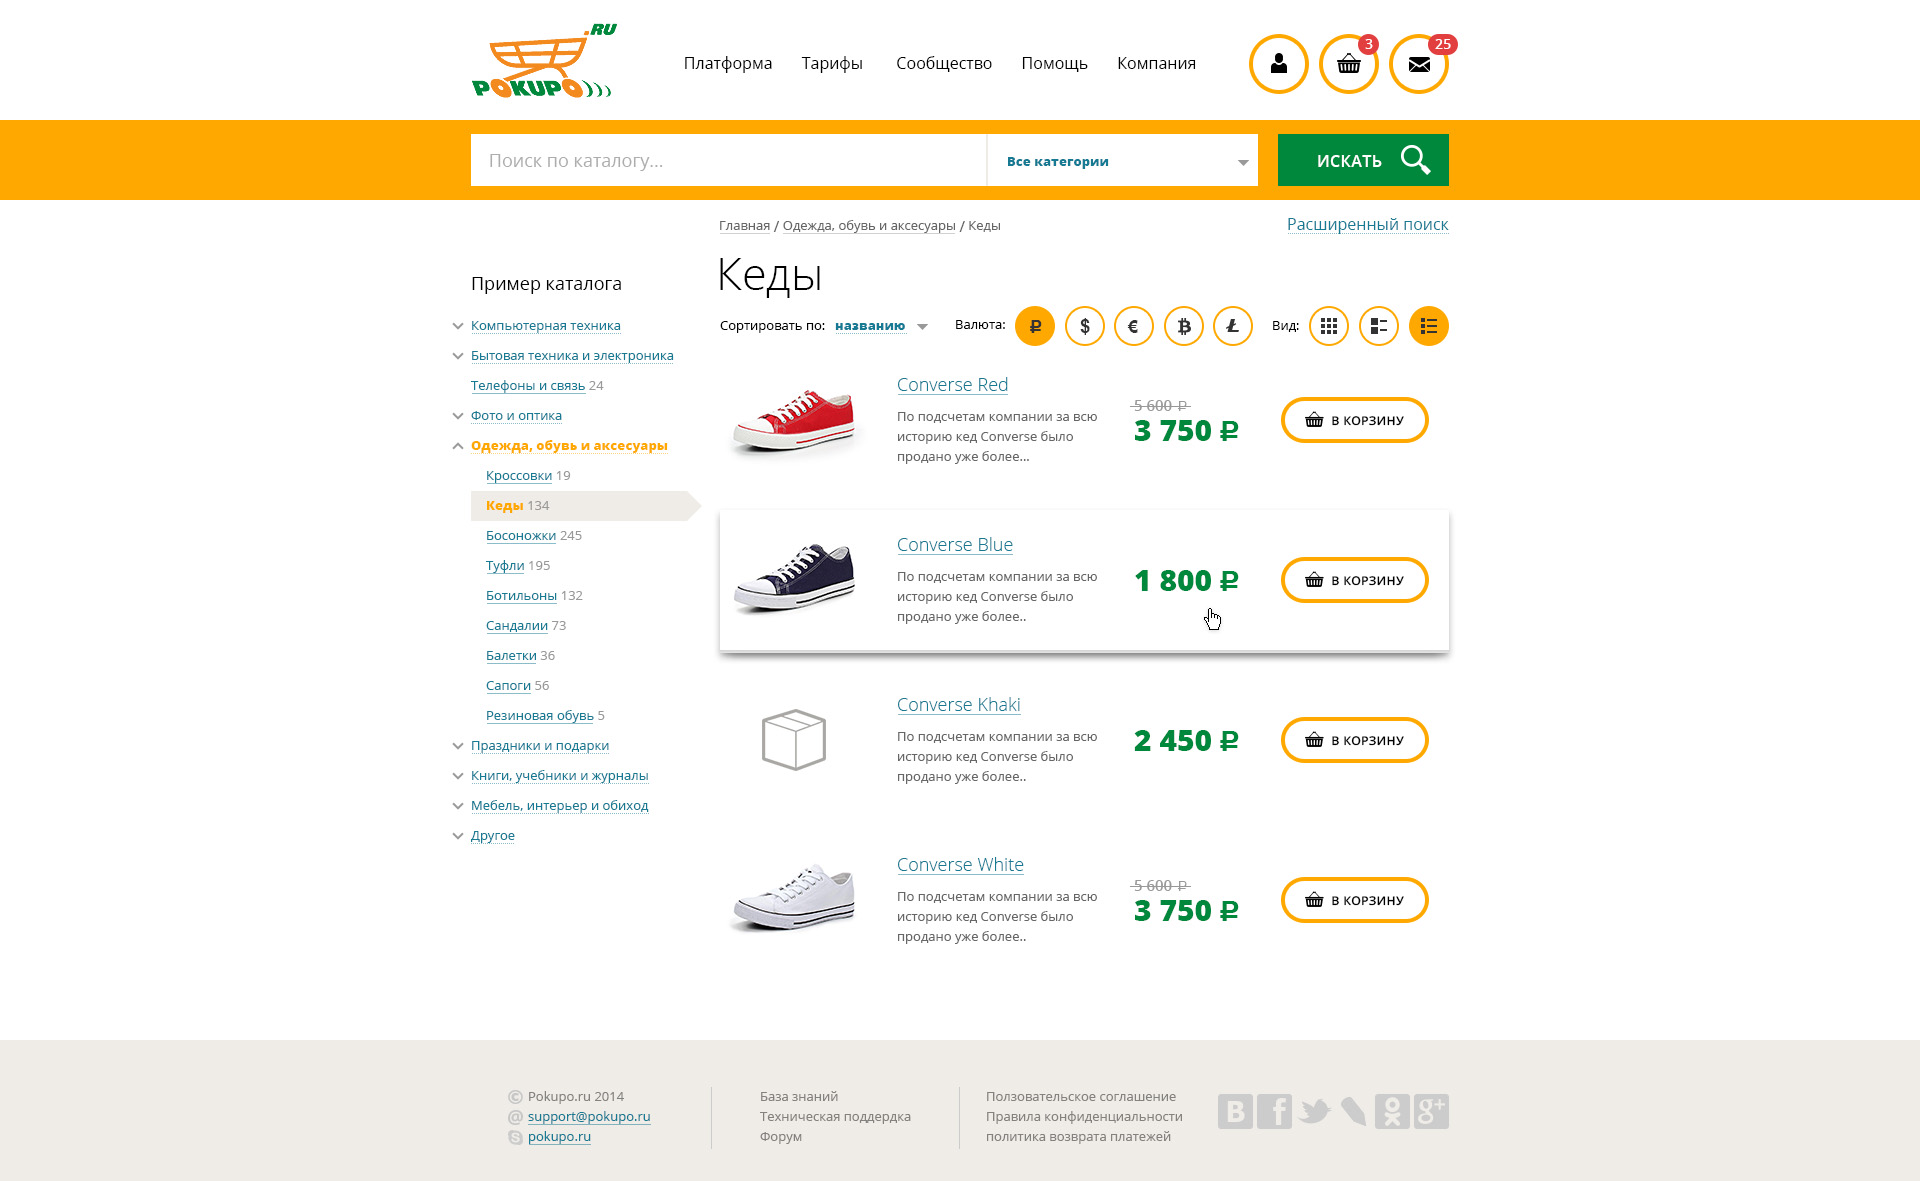 .RU
POKUPO
Платформа Тарифы Сообщество Помощь Компания
3
25
Поиск по каталогу...
Все категории
ИСКАТЬ
Главная / Одежда, обувь и аксесуары / Кеды
Расширенный поиск
Кеды
Сортировать по: названию
Валюта: ₽ $ € Ƀ Ł
Вид:
Пример каталога
Компьютерная техника
Бытовая техника и электроника
Телефоны и связь 24
Фото и оптика
Одежда, обувь и аксесуары
Кроссовки 19
Кеды 134
Босоножки 245
Туфли 195
Ботильоны 132
Сандалии 73
Балетки 36
Сапоги 56
Резиновая обувь 5
Праздники и подарки
Книги, учебники и журналы
Мебель, интерьер и обиход
Другое
Converse Red
По подсчетам компании за всю
историю кед Converse было
продано уже более...
5 600 ₽
3 750 ₽
В КОРЗИНУ
Converse Blue
По подсчетам компании за всю
историю кед Converse было
продано уже более..
1 800 ₽
В КОРЗИНУ
Converse Khaki
По подсчетам компании за всю
историю кед Converse было
продано уже более..
2 450 ₽
В КОРЗИНУ
Converse White
По подсчетам компании за всю
историю кед Converse было
продано уже более..
5 600 ₽
3 750 ₽
В КОРЗИНУ
© Pokupo.ru 2014
@ support@pokupo.ru
pokupo.ru
База знаний
Техническая поддердка
Форум
Плозовательское соглашение
Правила конфиденциальности
политика возврата платежей